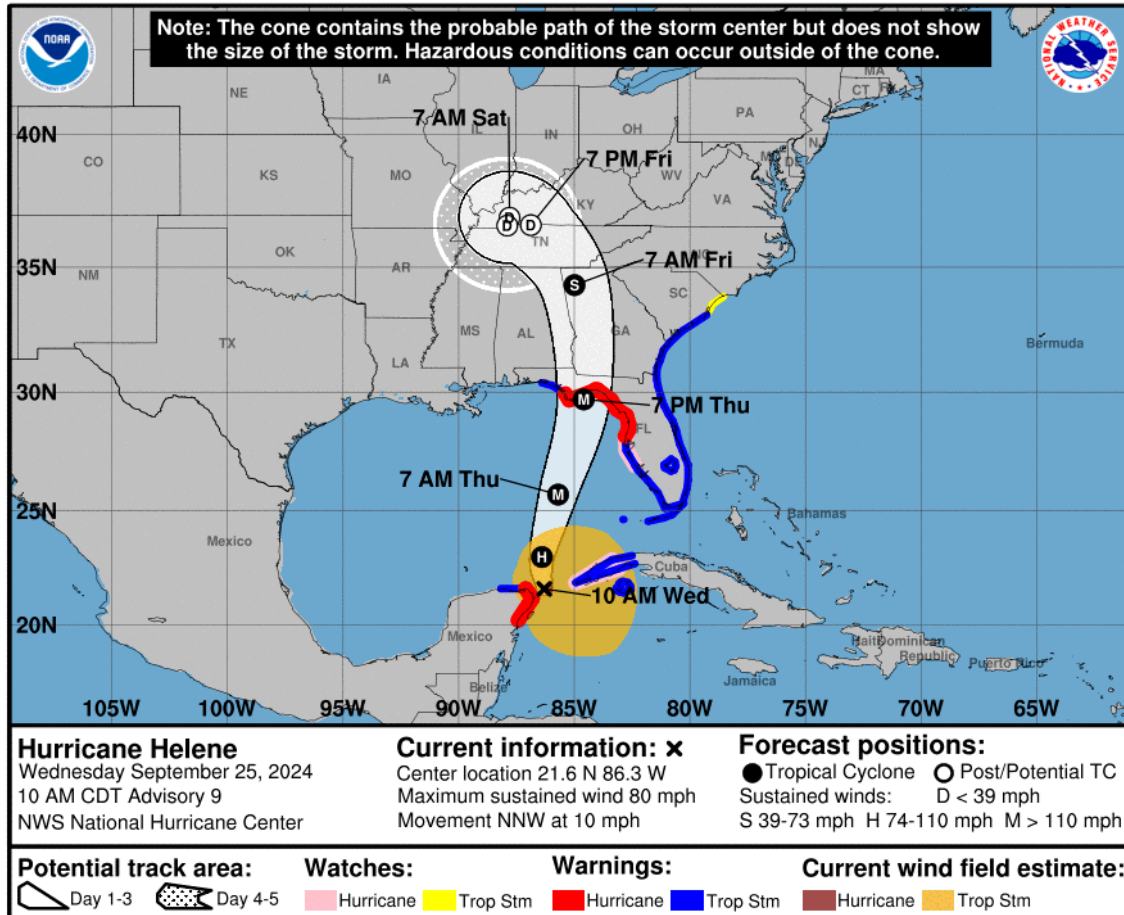 Note: The cone contains the probable path of the storm center but does not show
the size of the storm. Hazardous conditions can occur outside of the cone.
NOAA
NATIONAL WEATHER SERVICE
MA
CT
NE
IA
IL
IN
OH
PA
NJ
DE
40N
7 AM Sat
7 PM Fri
CO
KS
MO
WV
VA
KY
D
D
D
TN
35N
NM
OK
AR
7 AM Fri
S
SC
TX
LA
MS
AL
GA
Bermuda
30N
M
7 PM Thu
FL
7 AM Thu
M
25N
Bahamas
Mexico
H
Cuba
10 AM Wed
20N
Mexico
Haiti
Dominican
Republic
Puerto Rico
Jamaica
Belize
105W 100W 95W 90W 85W 80W 75W 70W 65W
Hurricane Helene
Wednesday September 25, 2024
10 AM CDT Advisory 9
NWS National Hurricane Center
Current information: ×
Center location 21.6 N 86.3 W
Maximum sustained wind 80 mph
Movement NNW at 10 mph
Forecast positions:
Tropical Cyclone Post/Potential TC
Sustained winds: D < 39 mph
S 39-73 mph H 74-110 mph M > 110 mph
Potential track area:
Day 1-3 Day 4-5
Watches:
Hurricane Trop Stm
Warnings:
Hurricane Trop Stm
Current wind field estimate:
Hurricane Trop Stm